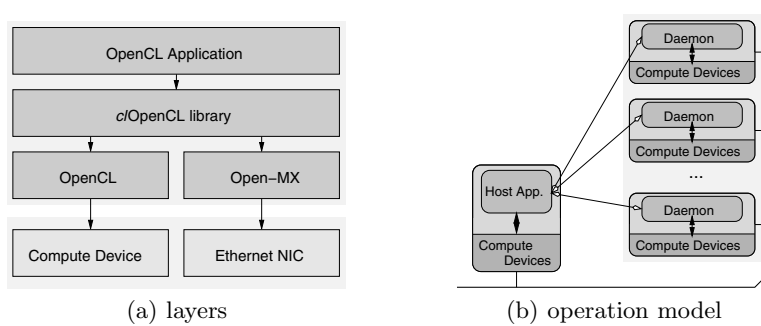 OpenCL Application
clOpenCL library
OpenCL
Open-MX
Compute Device
Ethernet NIC
(a) layers
Daemon
Compute Devices
Daemon
Compute Devices
...
Daemon
Compute Devices
Host App.
Compute
Devices
(b) operation model